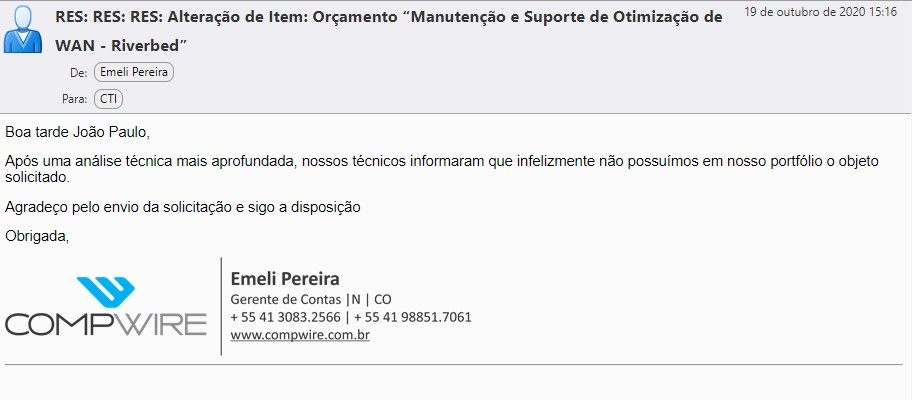 RES: RES: RES: Alteração de Item: Orçamento “Manutenção e Suporte de Otimização de
WAN - Riverbed”
19 de outubro de 2020 15:16
De: Emeli Pereira
Para: CTI
Boa tarde João Paulo,
Após uma análise técnica mais aprofundada, nossos técnicos informaram que infelizmente não possuímos em nosso portfólio o objeto
solicitado.
Agradeço pelo envio da solicitação e sigo a disposição
Obrigada,
COMPWIRE
Emeli Pereira
Gerente de Contas |N | CO
+ 55 41 3083.2566 | + 55 41 98851.7061
www.compwire.com.br